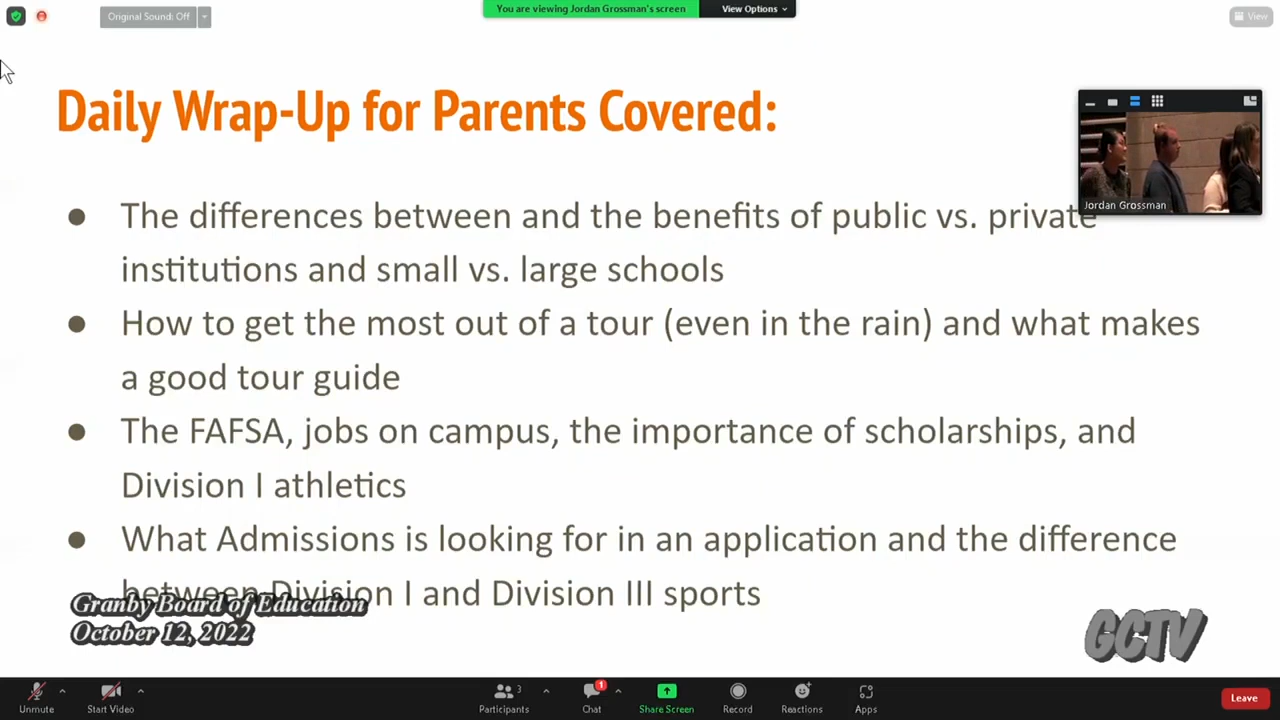 Original Sound: Off
You are viewing Jordan Grossman's screen
View Options
View
Daily Wrap-Up for Parents Covered:
Jordan Grossman
● The differences between and the benefits of public vs. private
institutions and small vs. large schools
● How to get the most out of a tour (even in the rain) and what makes
a good tour guide
● The FAFSA, jobs on campus, the importance of scholarships, and
Division I athletics
● What Admissions is looking for in an application and the difference
between Division I and Division III sports
Granby Board of Education
October 12, 2022
GCTV
Unmute
Start Video
Participants
3
Chat
1
Share Screen
Record
Reactions
Apps
Leave